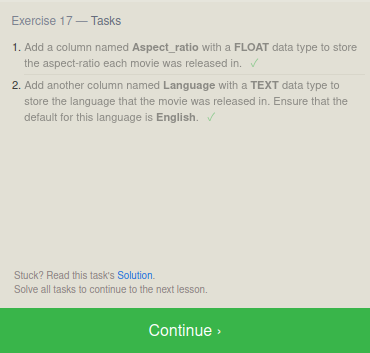 Exercise 17 — Tasks
1. Add a column named Aspect_ratio with a FLOAT data type to store
the aspect-ratio each movie was released in. ✓
2. Add another column named Language with a TEXT data type to
store the language that the movie was released in. Ensure that the
default for this language is English. ✓
Stuck? Read this task's Solution.
Solve all tasks to continue to the next lesson.
Continue ›